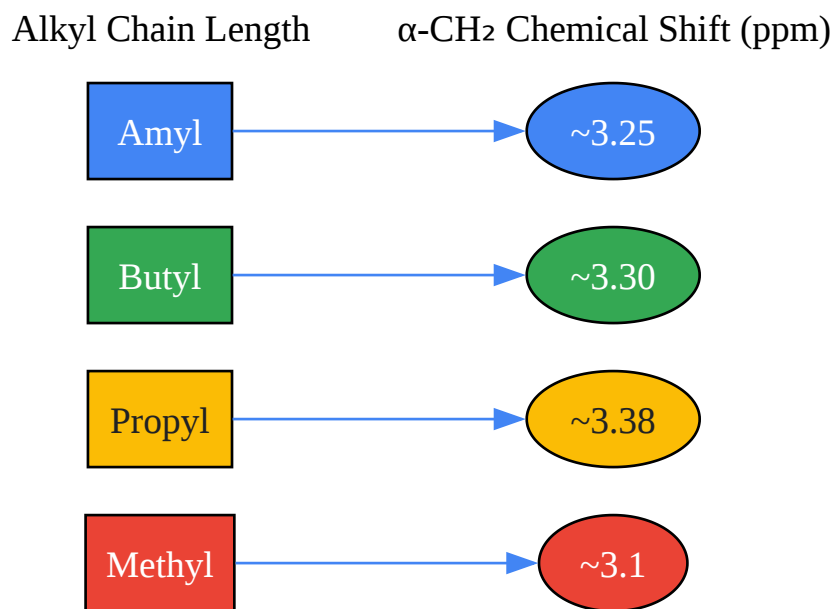 Alkyl Chain Length α-CH₂ Chemical Shift (ppm)
Amyl ~3.25
Butyl ~3.30
Propyl ~3.38
Methyl ~3.1